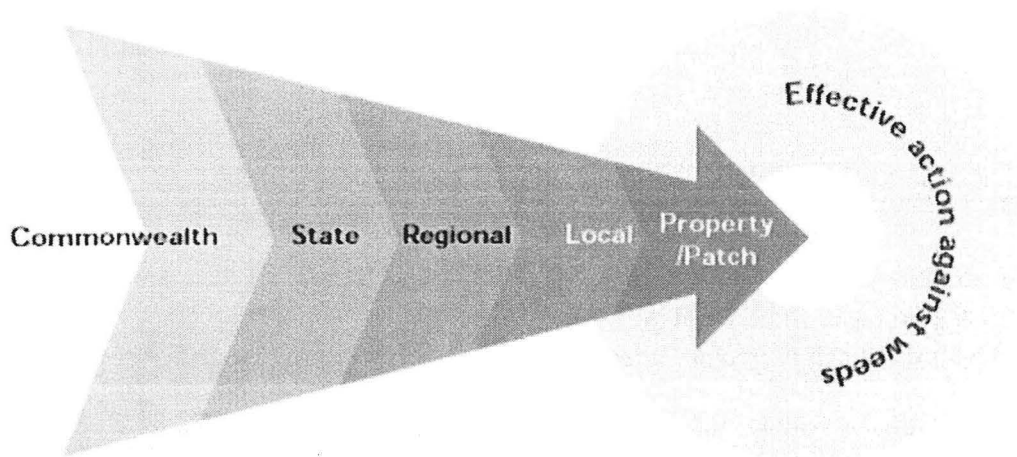 Commonwealth
State
Regional
Local
Property
/Patch
Effective action against weeds